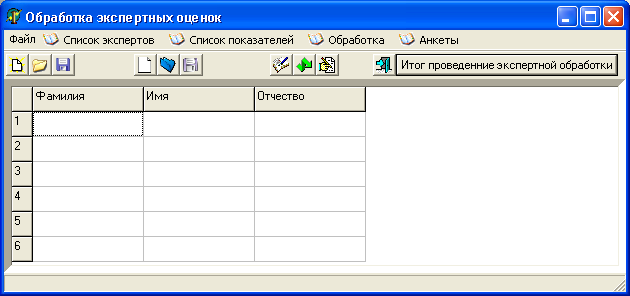 Обработка экспертных оценок
Файл Список экспертов Список показателей Обработка Анкеты
Итог проведенние экспертной обработки
Фамилия Имя Отчество
1
2
3
4
5
6